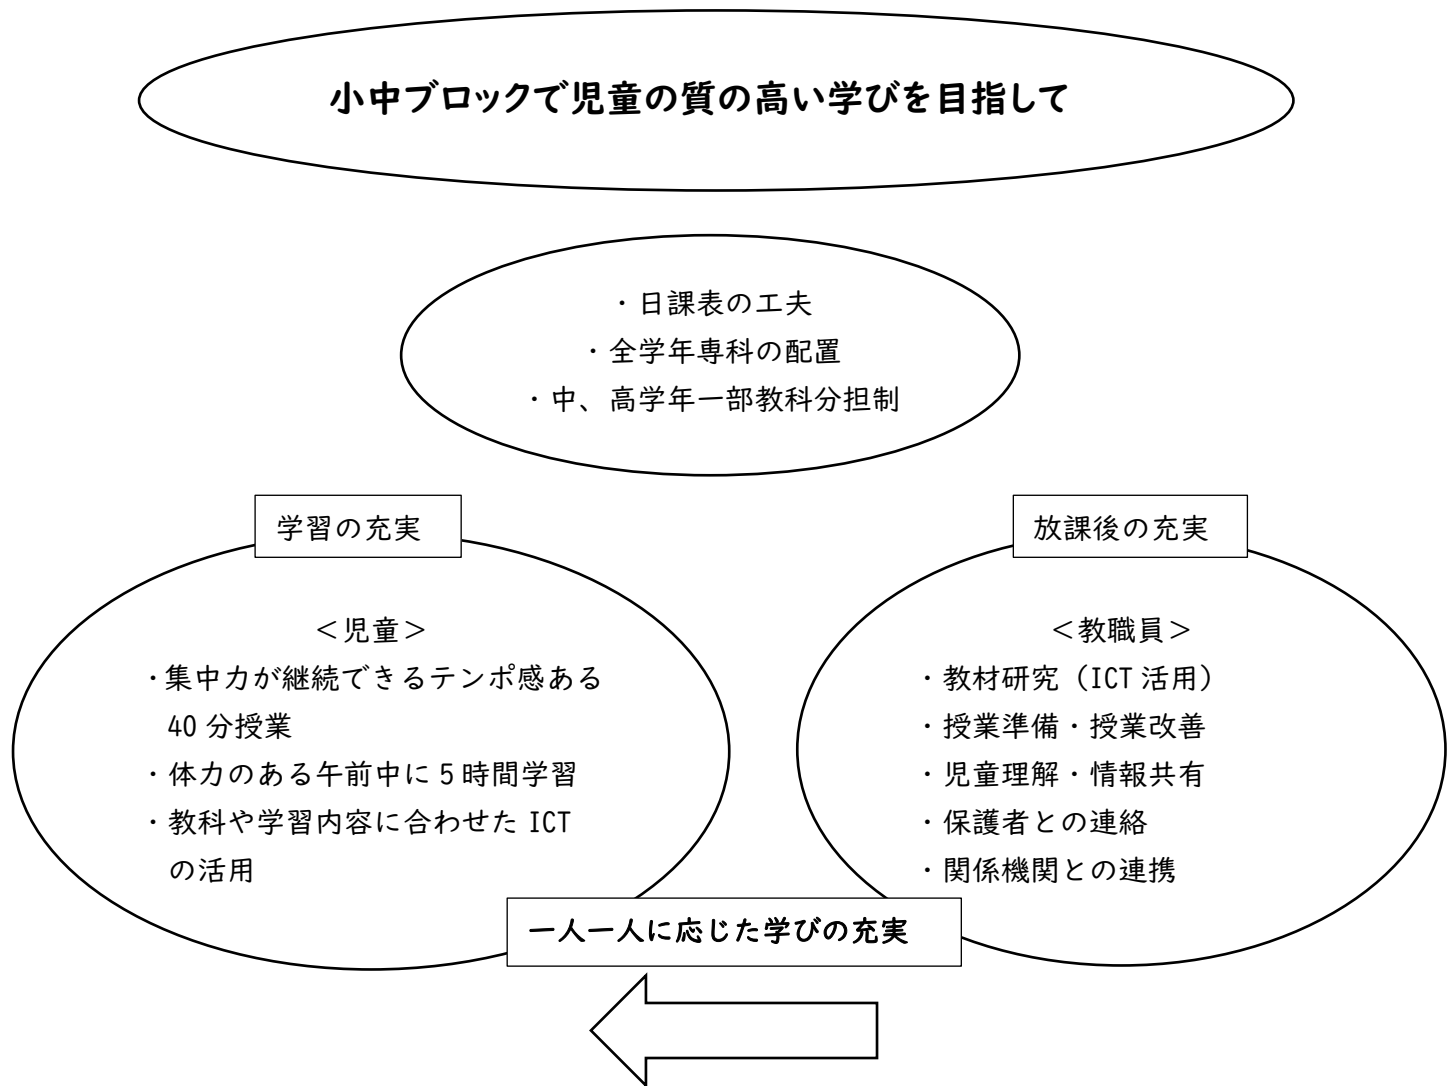 小中ブロックで児童の質の高い学びを目指して
・日課表の工夫
・全学年専科の配置
・中、高学年一部教科分担制
学習の充実
＜児童＞
・集中力が継続できるテンポ感ある
40分授業
・体力のある午前中に5時間学習
・教科や学習内容に合わせたICT
の活用
放課後の充実
＜教職員＞
・教材研究（ICT活用）
・授業準備・授業改善
・児童理解・情報共有
・保護者との連絡
・関係機関との連携
一人一人に応じた学びの充実